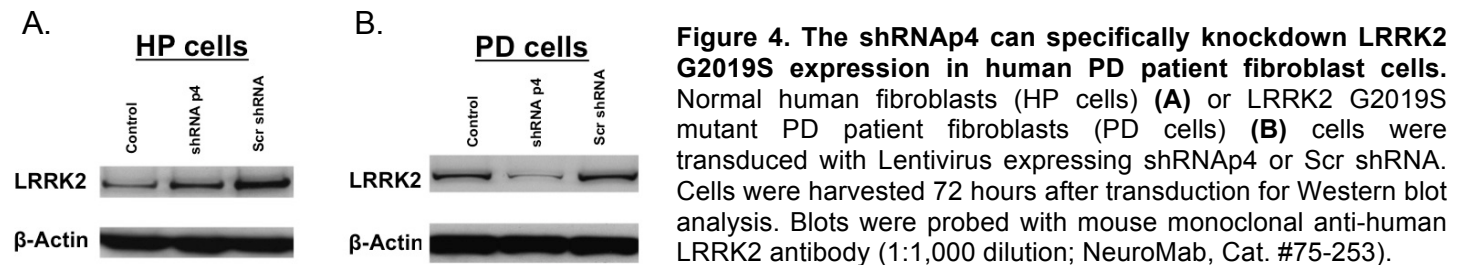 A.
HP cells
Control
shRNA p4
Scr shRNA
LRRK2
β-Actin
B.
PD cells
Control
shRNA p4
Scr shRNA
LRRK2
β-Actin
Figure 4. The shRNAp4 can specifically knockdown LRRK2
G2019S expression in human PD patient fibroblast cells.
Normal human fibroblasts (HP cells) (A) or LRRK2 G2019S
mutant PD patient fibroblasts (PD cells) (B) cells were
transduced with Lentivirus expressing shRNAp4 or Scr shRNA.
Cells were harvested 72 hours after transduction for Western blot
analysis. Blots were probed with mouse monoclonal anti-human
LRRK2 antibody (1:1,000 dilution; NeuroMab, Cat. #75-253).